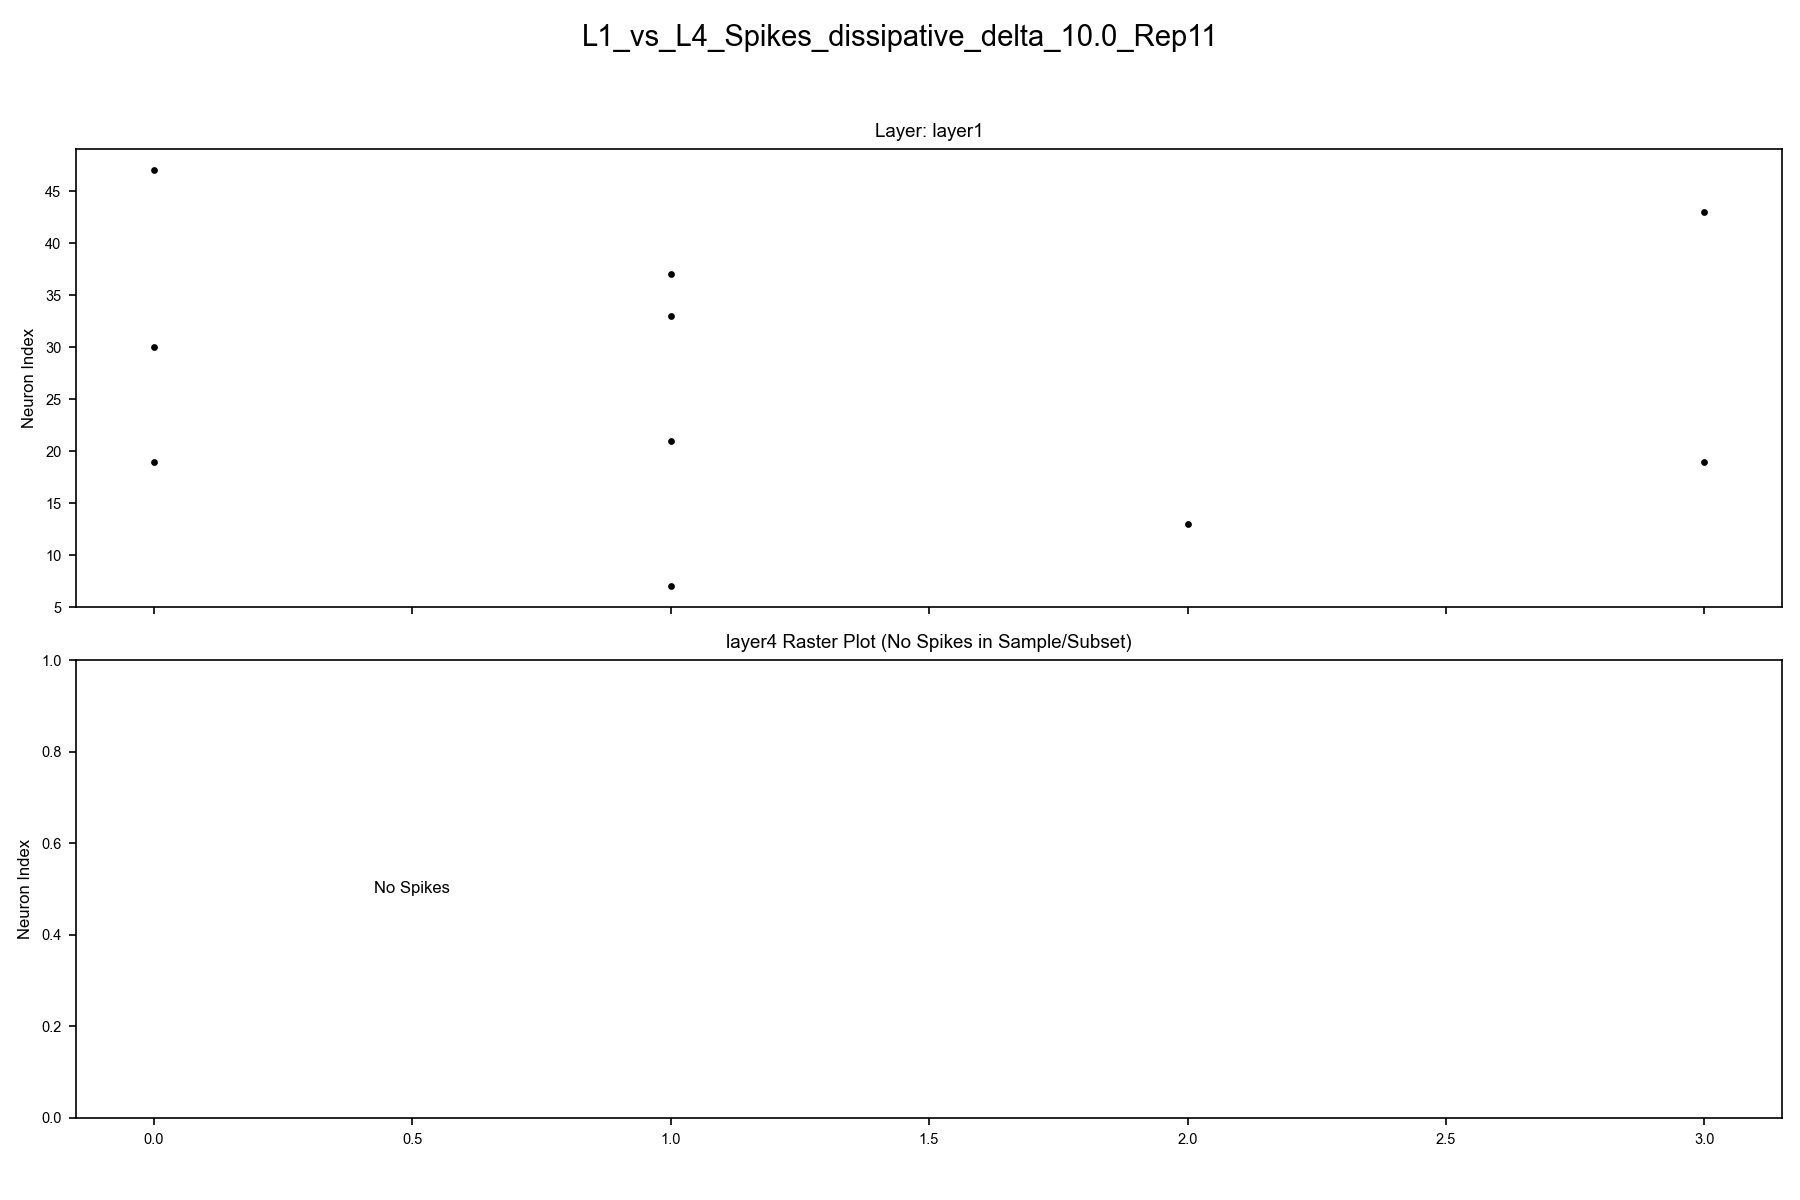 L1_vs_L4_Spikes_dissipative_delta_10.0_Rep11
Layer: layer1
45
40
35
30
25
20
15
10
5
Neuron Index
layer4 Raster Plot (No Spikes in Sample/Subset)
1.0
0.8
0.6
0.4
0.2
0.0
Neuron Index
No Spikes
0.0 0.5 1.0 1.5 2.0 2.5 3.0